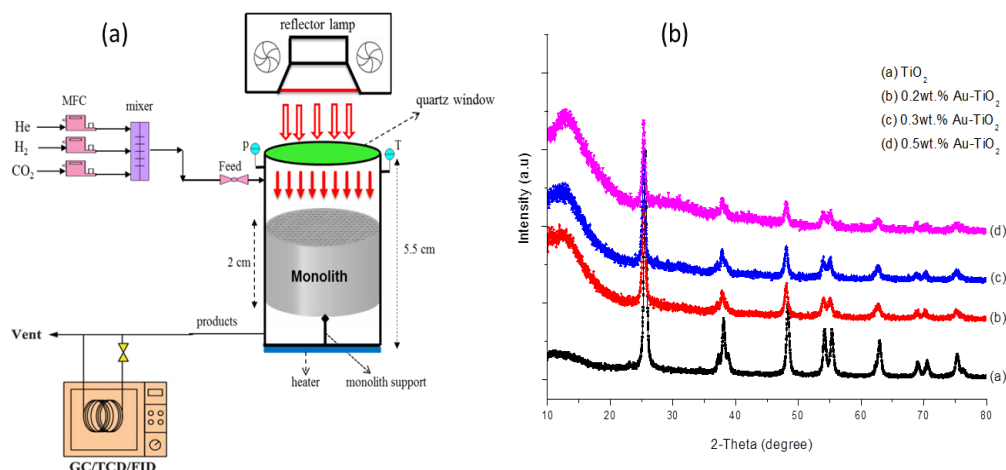 (a)
reflector lamp
quartz window
MFC
mixer
He
H₂
CO₂
Feed
p
T
5.5 cm
2 cm
Monolith
products
Vent
heater
monolith support
GC/TCD/FID
(b)
(a) TiO₂
(b) 0.2wt.% Au-TiO₂
(c) 0.3wt.% Au-TiO₂
(d) 0.5wt.% Au-TiO₂
Intensity (a.u)
(d)
(c)
(b)
(a)
10 20 30 40 50 60 70 80
2-Theta (degree)